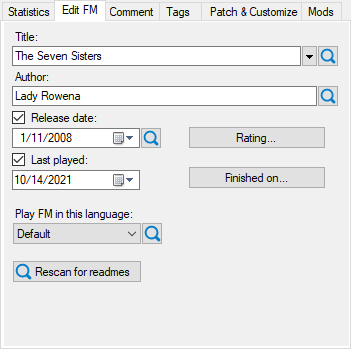 Statistics Edit FM Comment Tags Patch & Customize Mods
Title:
The Seven Sisters
Author:
Lady Rowena
Release date:
1/11/2008 Rating...
Last played:
10/14/2021 Finished on...
Play FM in this language:
Default
Rescan for readmes